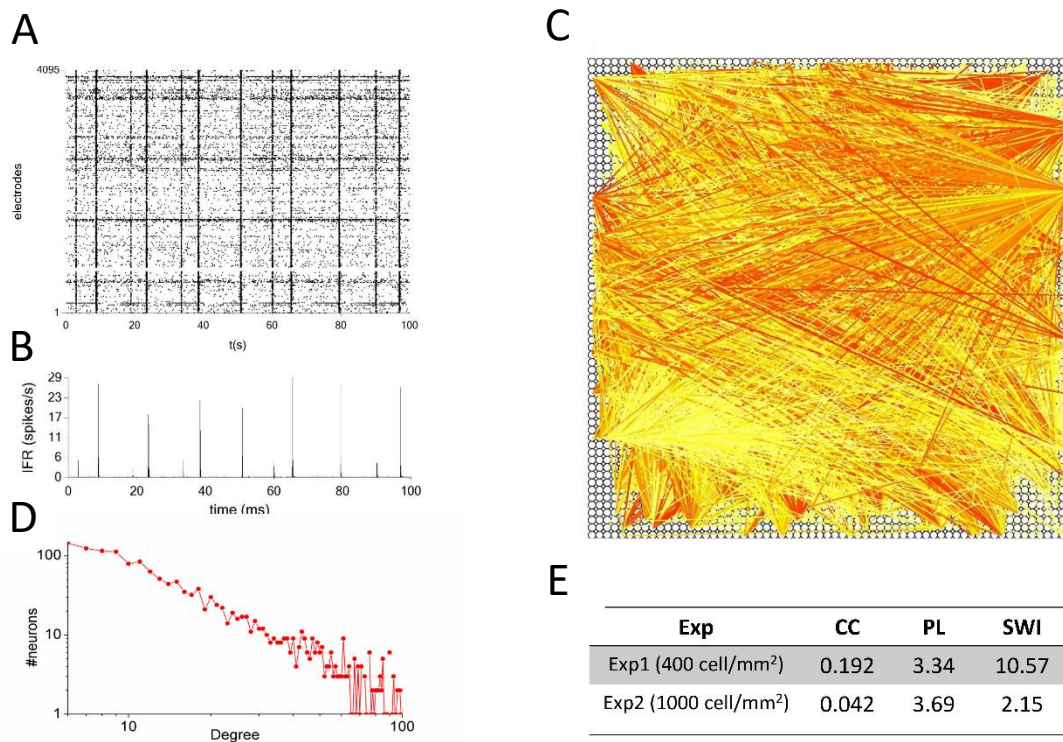 A
4095
electrodes
1
0 20 40 60 80 100
t(s)
B
29
23
17
11
6
0
IFR (spikes/s)
0 20 40 60 80 100
time (ms)
C
D
100
10
1
#neurons
10 100
Degree
E
Exp CC PL SWI
Exp1 (400 cell/mm²) 0.192 3.34 10.57
Exp2 (1000 cell/mm²) 0.042 3.69 2.15